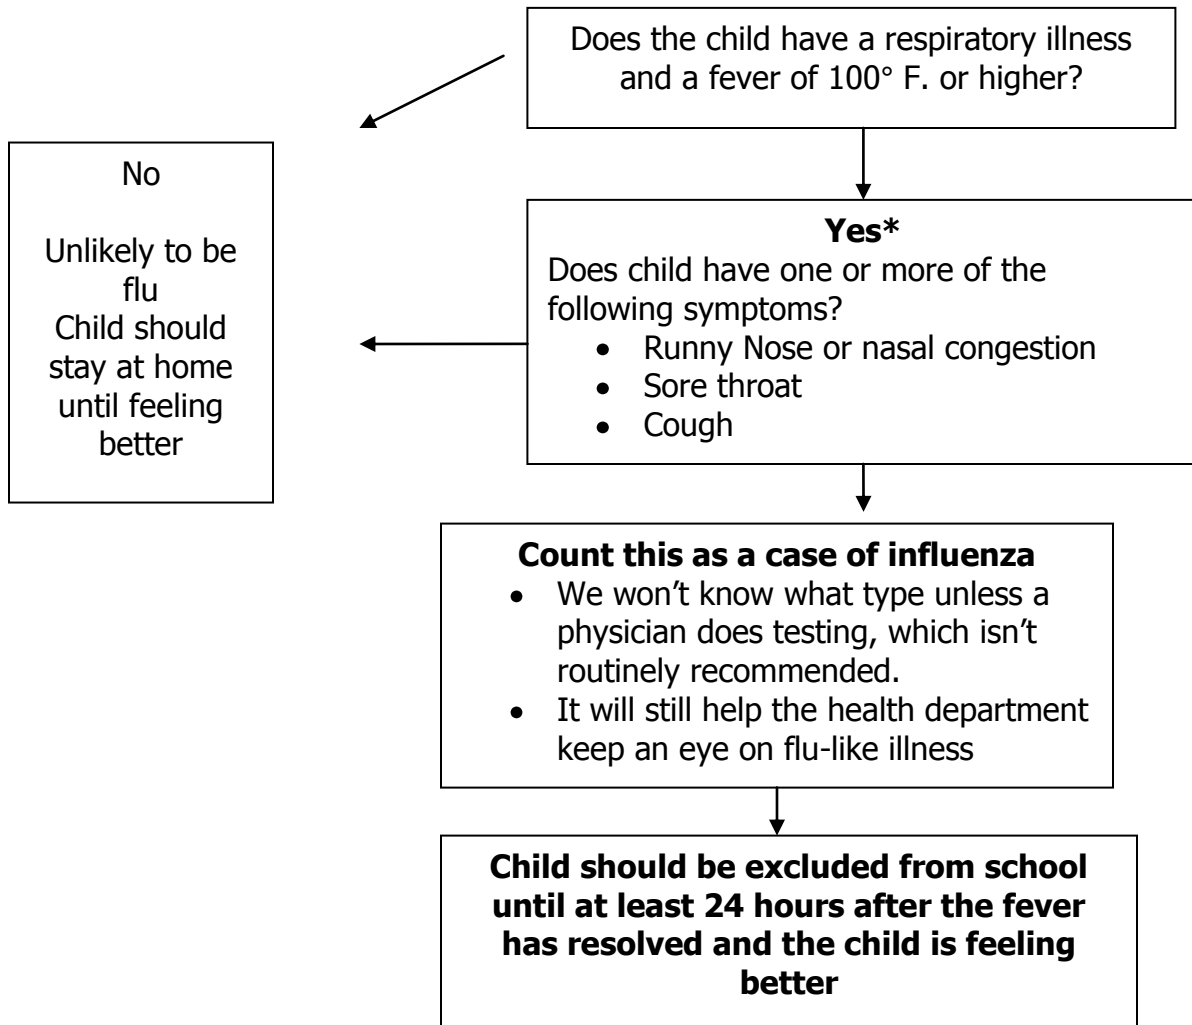 Does the child have a respiratory illness
and a fever of 100° F. or higher?
No
Unlikely to be
flu
Child should
stay at home
until feeling
better
Yes*
Does child have one or more of the
following symptoms?
• Runny Nose or nasal congestion
• Sore throat
• Cough
Count this as a case of influenza
• We won’t know what type unless a
physician does testing, which isn’t
routinely recommended.
• It will still help the health department
keep an eye on flu-like illness
Child should be excluded from school
until at least 24 hours after the fever
has resolved and the child is feeling
better